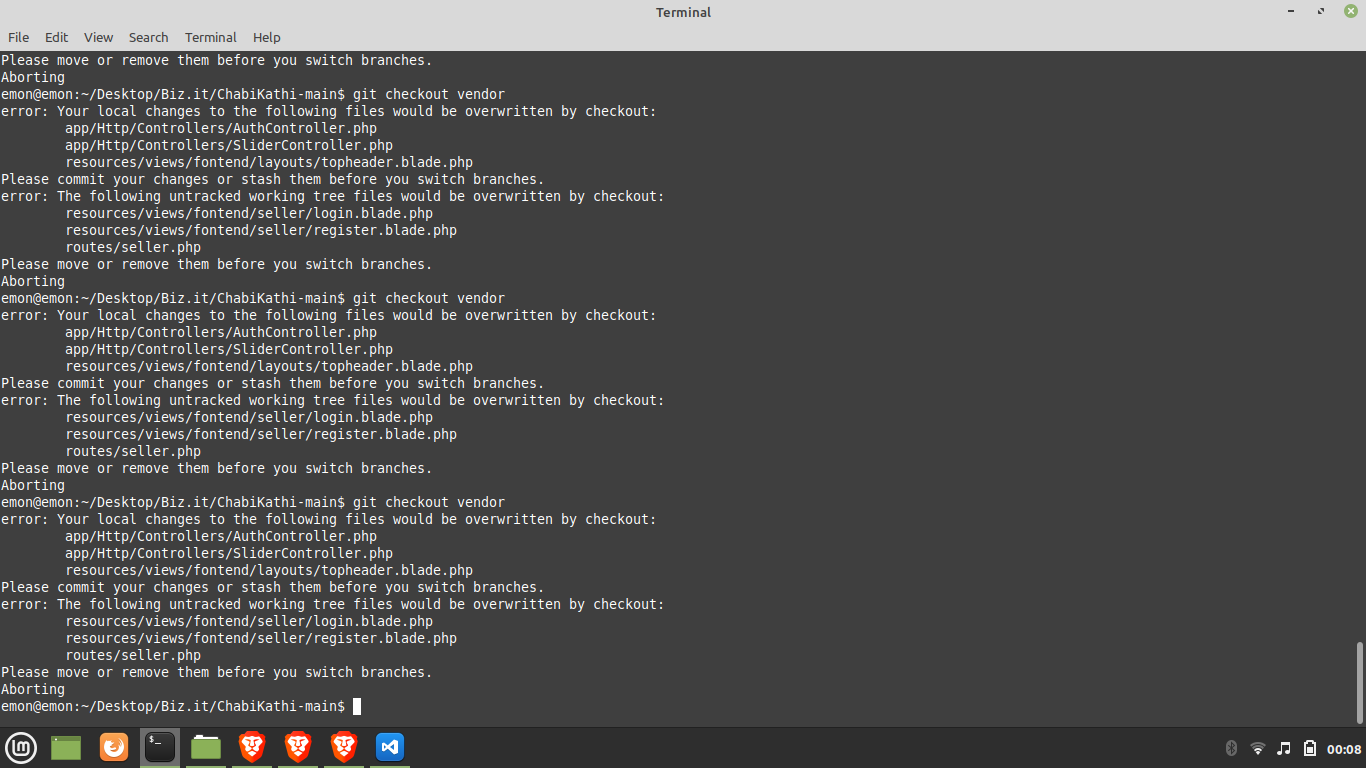 Terminal
File Edit View Search Terminal Help
Please move or remove them before you switch branches.
Aborting
emon@emon:~/Desktop/Biz.it/ChabiKathi-main$ git checkout vendor
error: Your local changes to the following files would be overwritten by checkout:
        app/Http/Controllers/AuthController.php
        app/Http/Controllers/SliderController.php
        resources/views/fontend/layouts/topheader.blade.php
Please commit your changes or stash them before you switch branches.
error: The following untracked working tree files would be overwritten by checkout:
        resources/views/fontend/seller/login.blade.php
        resources/views/fontend/seller/register.blade.php
        routes/seller.php
Please move or remove them before you switch branches.
Aborting
emon@emon:~/Desktop/Biz.it/ChabiKathi-main$ git checkout vendor
error: Your local changes to the following files would be overwritten by checkout:
        app/Http/Controllers/AuthController.php
        app/Http/Controllers/SliderController.php
        resources/views/fontend/layouts/topheader.blade.php
Please commit your changes or stash them before you switch branches.
error: The following untracked working tree files would be overwritten by checkout:
        resources/views/fontend/seller/login.blade.php
        resources/views/fontend/seller/register.blade.php
        routes/seller.php
Please move or remove them before you switch branches.
Aborting
emon@emon:~/Desktop/Biz.it/ChabiKathi-main$ git checkout vendor
error: Your local changes to the following files would be overwritten by checkout:
        app/Http/Controllers/AuthController.php
        app/Http/Controllers/SliderController.php
        resources/views/fontend/layouts/topheader.blade.php
Please commit your changes or stash them before you switch branches.
error: The following untracked working tree files would be overwritten by checkout:
        resources/views/fontend/seller/login.blade.php
        resources/views/fontend/seller/register.blade.php
        routes/seller.php
Please move or remove them before you switch branches.
Aborting
emon@emon:~/Desktop/Biz.it/ChabiKathi-main$
00:08